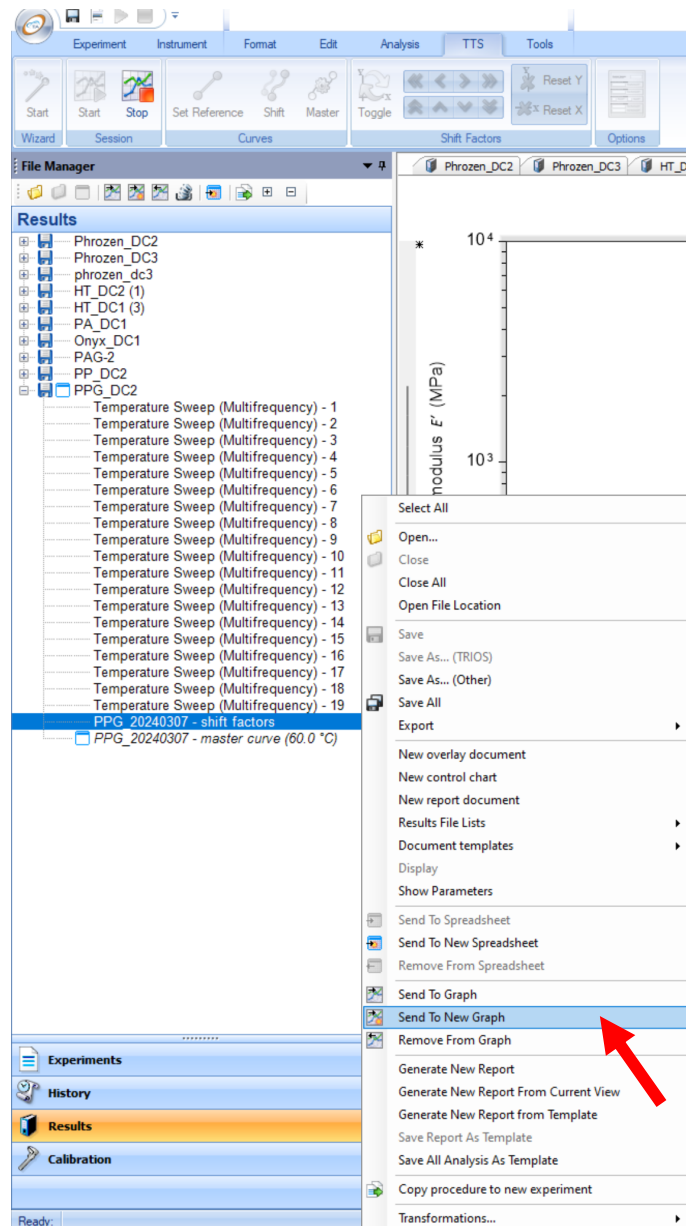 Experiment Instrument Format Edit Analysis TTS Tools
Start Start Stop Set Reference Shift Master Toggle Reset Y
Reset X
Wizard Session Curves Shift Factors Options
File Manager
Phrozen_DC2 Phrozen_DC3 HT_D
Results
Phrozen_DC2
Phrozen_DC3
phrozen_dc3
HT_DC2 (1)
HT_DC1 (3)
PA_DC1
Onyx_DC1
PAG-2
PP_DC2
PPG_DC2
Temperature Sweep (Multifrequency) - 1
Temperature Sweep (Multifrequency) - 2
Temperature Sweep (Multifrequency) - 3
Temperature Sweep (Multifrequency) - 4
Temperature Sweep (Multifrequency) - 5
Temperature Sweep (Multifrequency) - 6
Temperature Sweep (Multifrequency) - 7
Temperature Sweep (Multifrequency) - 8
Temperature Sweep (Multifrequency) - 9
Temperature Sweep (Multifrequency) - 10
Temperature Sweep (Multifrequency) - 11
Temperature Sweep (Multifrequency) - 12
Temperature Sweep (Multifrequency) - 13
Temperature Sweep (Multifrequency) - 14
Temperature Sweep (Multifrequency) - 15
Temperature Sweep (Multifrequency) - 16
Temperature Sweep (Multifrequency) - 17
Temperature Sweep (Multifrequency) - 18
Temperature Sweep (Multifrequency) - 19
PPG_20240307 - shift factors
PPG_20240307 - master curve (60.0 °C)
10⁴
10³
modulus E′ (MPa)
Select All
Open...
Close
Close All
Open File Location
Save
Save As... (TRIOS)
Save As... (Other)
Save All
Export
New overlay document
New control chart
New report document
Results File Lists
Document templates
Display
Show Parameters
Send To Spreadsheet
Send To New Spreadsheet
Remove From Spreadsheet
Send To Graph
Send To New Graph
Remove From Graph
Generate New Report
Generate New Report From Current View
Generate New Report from Template
Save Report As Template
Save All Analysis As Template
Copy procedure to new experiment
Transformations...
Experiments
History
Results
Calibration
Ready: